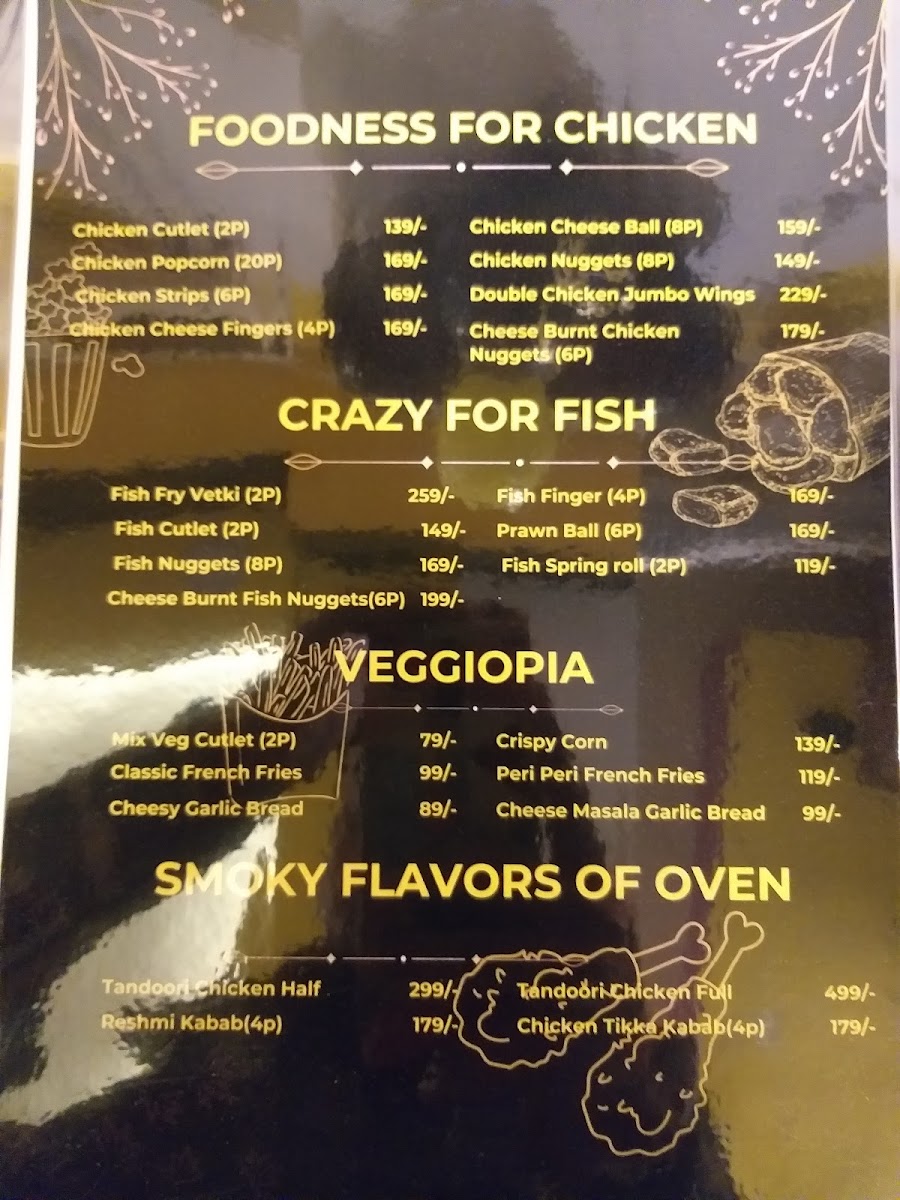 FOODNESS FOR CHICKEN
Chicken Cutlet (2P) 139/-
Chicken Popcorn (20P) 169/-
Chicken Strips (6P) 169/-
Chicken Cheese Fingers (4P) 169/-
Chicken Cheese Ball (8P) 159/-
Chicken Nuggets (8P) 149/-
Double Chicken Jumbo Wings 229/-
Cheese Burnt Chicken 179/-
Nuggets (6P)
CRAZY FOR FISH
Fish Fry Vetki (2P) 259/-
Fish Cutlet (2P) 149/-
Fish Nuggets (8P) 169/-
Cheese Burnt Fish Nuggets(6P) 199/-
Fish Finger (4P) 169/-
Prawn Ball (6P) 169/-
Fish Spring roll (2P) 119/-
VEGGIOPIA
Mix Veg Cutlet (2P) 79/-
Classic French Fries 99/-
Cheesy Garlic Bread 89/-
Crispy Corn 139/-
Peri Peri French Fries 119/-
Cheese Masala Garlic Bread 99/-
SMOKY FLAVORS OF OVEN
Tandoori Chicken Half 299/-
Reshmi Kabab(4p) 179/-
Tandoori Chicken Full 499/-
Chicken Tikka Kabab(4p) 179/-